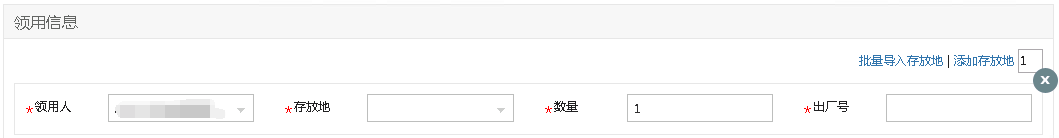 领用信息
批量导入存放地 | 添加存放地 1
*领用人 *存放地 *数量 1 *出厂号